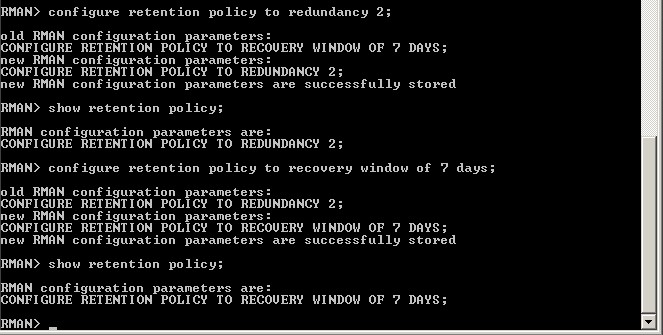 RMAN> configure retention policy to redundancy 2;
old RMAN configuration parameters:
CONFIGURE RETENTION POLICY TO RECOVERY WINDOW OF 7 DAYS;
new RMAN configuration parameters:
CONFIGURE RETENTION POLICY TO REDUNDANCY 2;
new RMAN configuration parameters are successfully stored
RMAN> show retention policy;
RMAN configuration parameters are:
CONFIGURE RETENTION POLICY TO REDUNDANCY 2;
RMAN> configure retention policy to recovery window of 7 days;
old RMAN configuration parameters:
CONFIGURE RETENTION POLICY TO REDUNDANCY 2;
new RMAN configuration parameters:
CONFIGURE RETENTION POLICY TO RECOVERY WINDOW OF 7 DAYS;
new RMAN configuration parameters are successfully stored
RMAN> show retention policy;
RMAN configuration parameters are:
CONFIGURE RETENTION POLICY TO RECOVERY WINDOW OF 7 DAYS;
RMAN> _